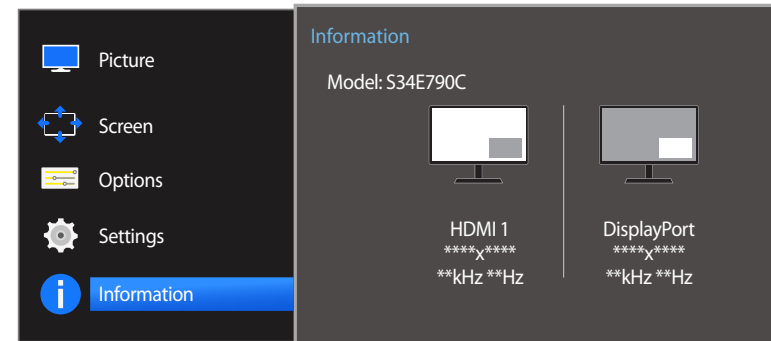 Picture
Screen
Options
Settings
Information
Information
Model: S34E790C
HDMI 1
****x****
**kHz **Hz
DisplayPort
****x****
**kHz **Hz